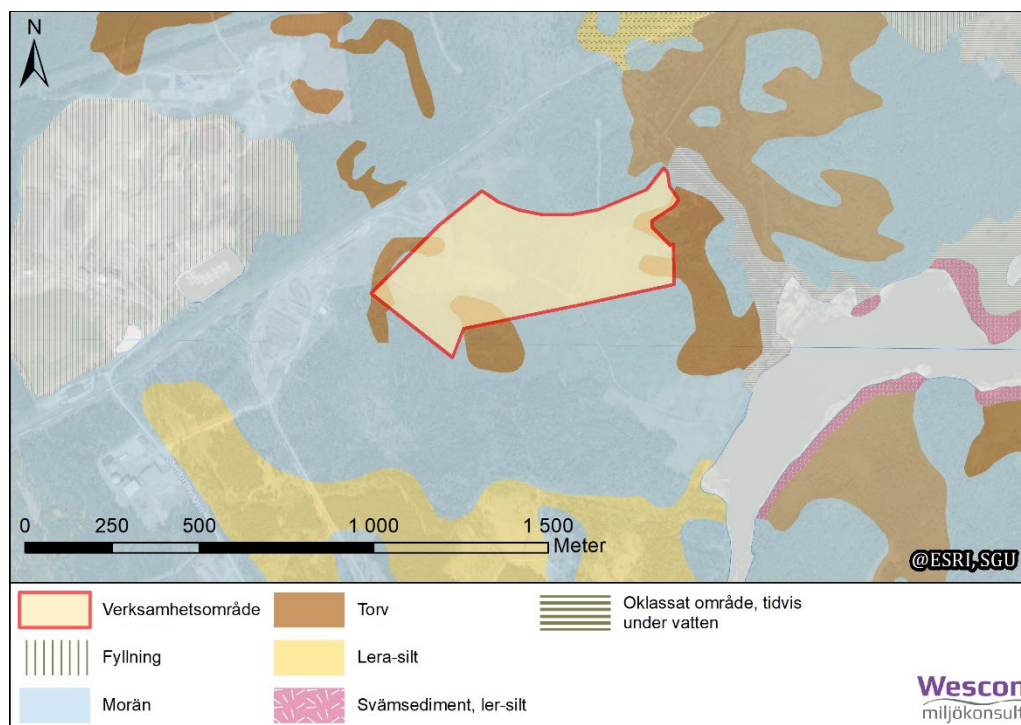 N
0 250 500 1 000 1 500
Meter
@ESRI, SGU
Verksamhetsområde
Fyllning
Morän
Torv
Lera-silt
Svämsediment, ler-silt
Oklassat område, tidvis
under vatten
Wescon
miljökonsult